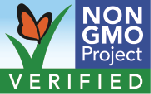 NON
GMO
Project
VERIFIED